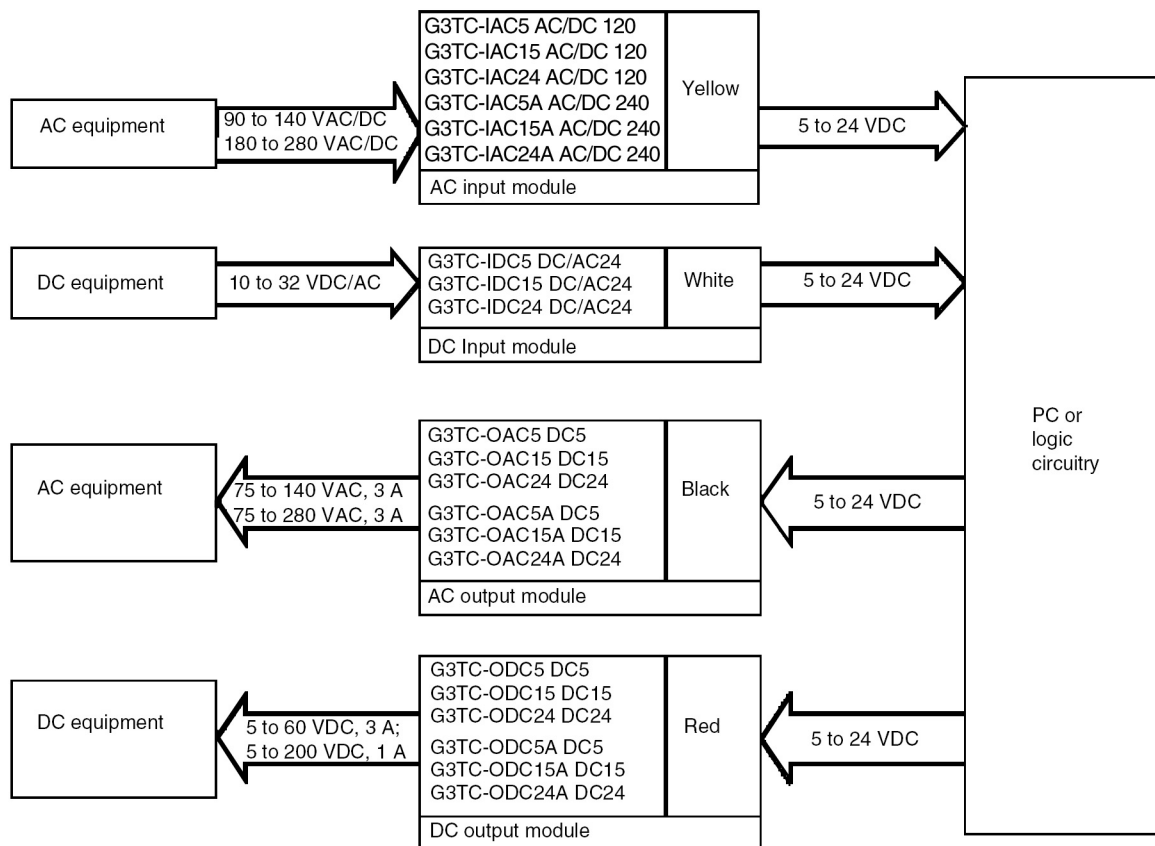 AC equipment
90 to 140 VAC/DC
180 to 280 VAC/DC
G3TC-IAC5 AC/DC 120
G3TC-IAC15 AC/DC 120
G3TC-IAC24 AC/DC 120
G3TC-IAC5A AC/DC 240
G3TC-IAC15A AC/DC 240
G3TC-IAC24A AC/DC 240
Yellow
AC input module
5 to 24 VDC
DC equipment
10 to 32 VDC/AC
G3TC-IDC5 DC/AC24
G3TC-IDC15 DC/AC24
G3TC-IDC24 DC/AC24
White
DC Input module
5 to 24 VDC
AC equipment
75 to 140 VAC, 3 A
75 to 280 VAC, 3 A
G3TC-OAC5 DC5
G3TC-OAC15 DC15
G3TC-OAC24 DC24
G3TC-OAC5A DC5
G3TC-OAC15A DC15
G3TC-OAC24A DC24
Black
AC output module
5 to 24 VDC
DC equipment
5 to 60 VDC, 3 A;
5 to 200 VDC, 1 A
G3TC-ODC5 DC5
G3TC-ODC15 DC15
G3TC-ODC24 DC24
G3TC-ODC5A DC5
G3TC-ODC15A DC15
G3TC-ODC24A DC24
Red
DC output module
5 to 24 VDC
PC or
logic
circuitry